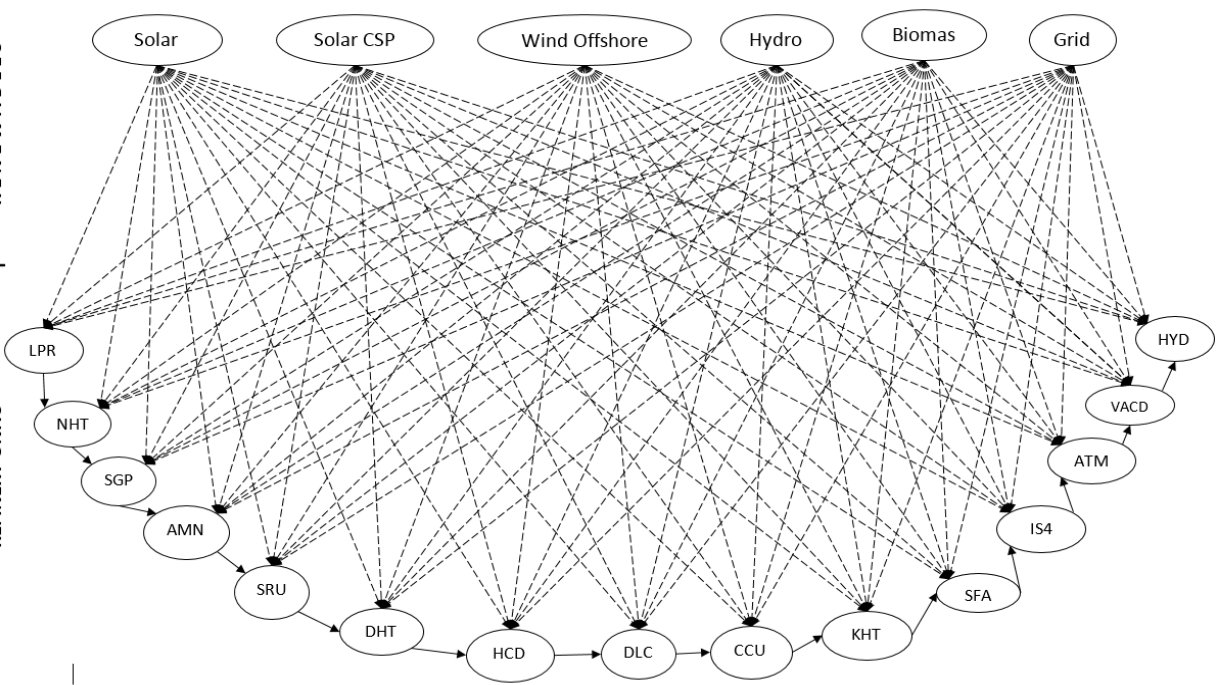 Solar
Solar CSP
Wind Offshore
Hydro
Biomas
Grid
LPR
NHT
SGP
AMN
SRU
DHT
HCD
DLC
CCU
KHT
SFA
IS4
ATM
VACD
HYD